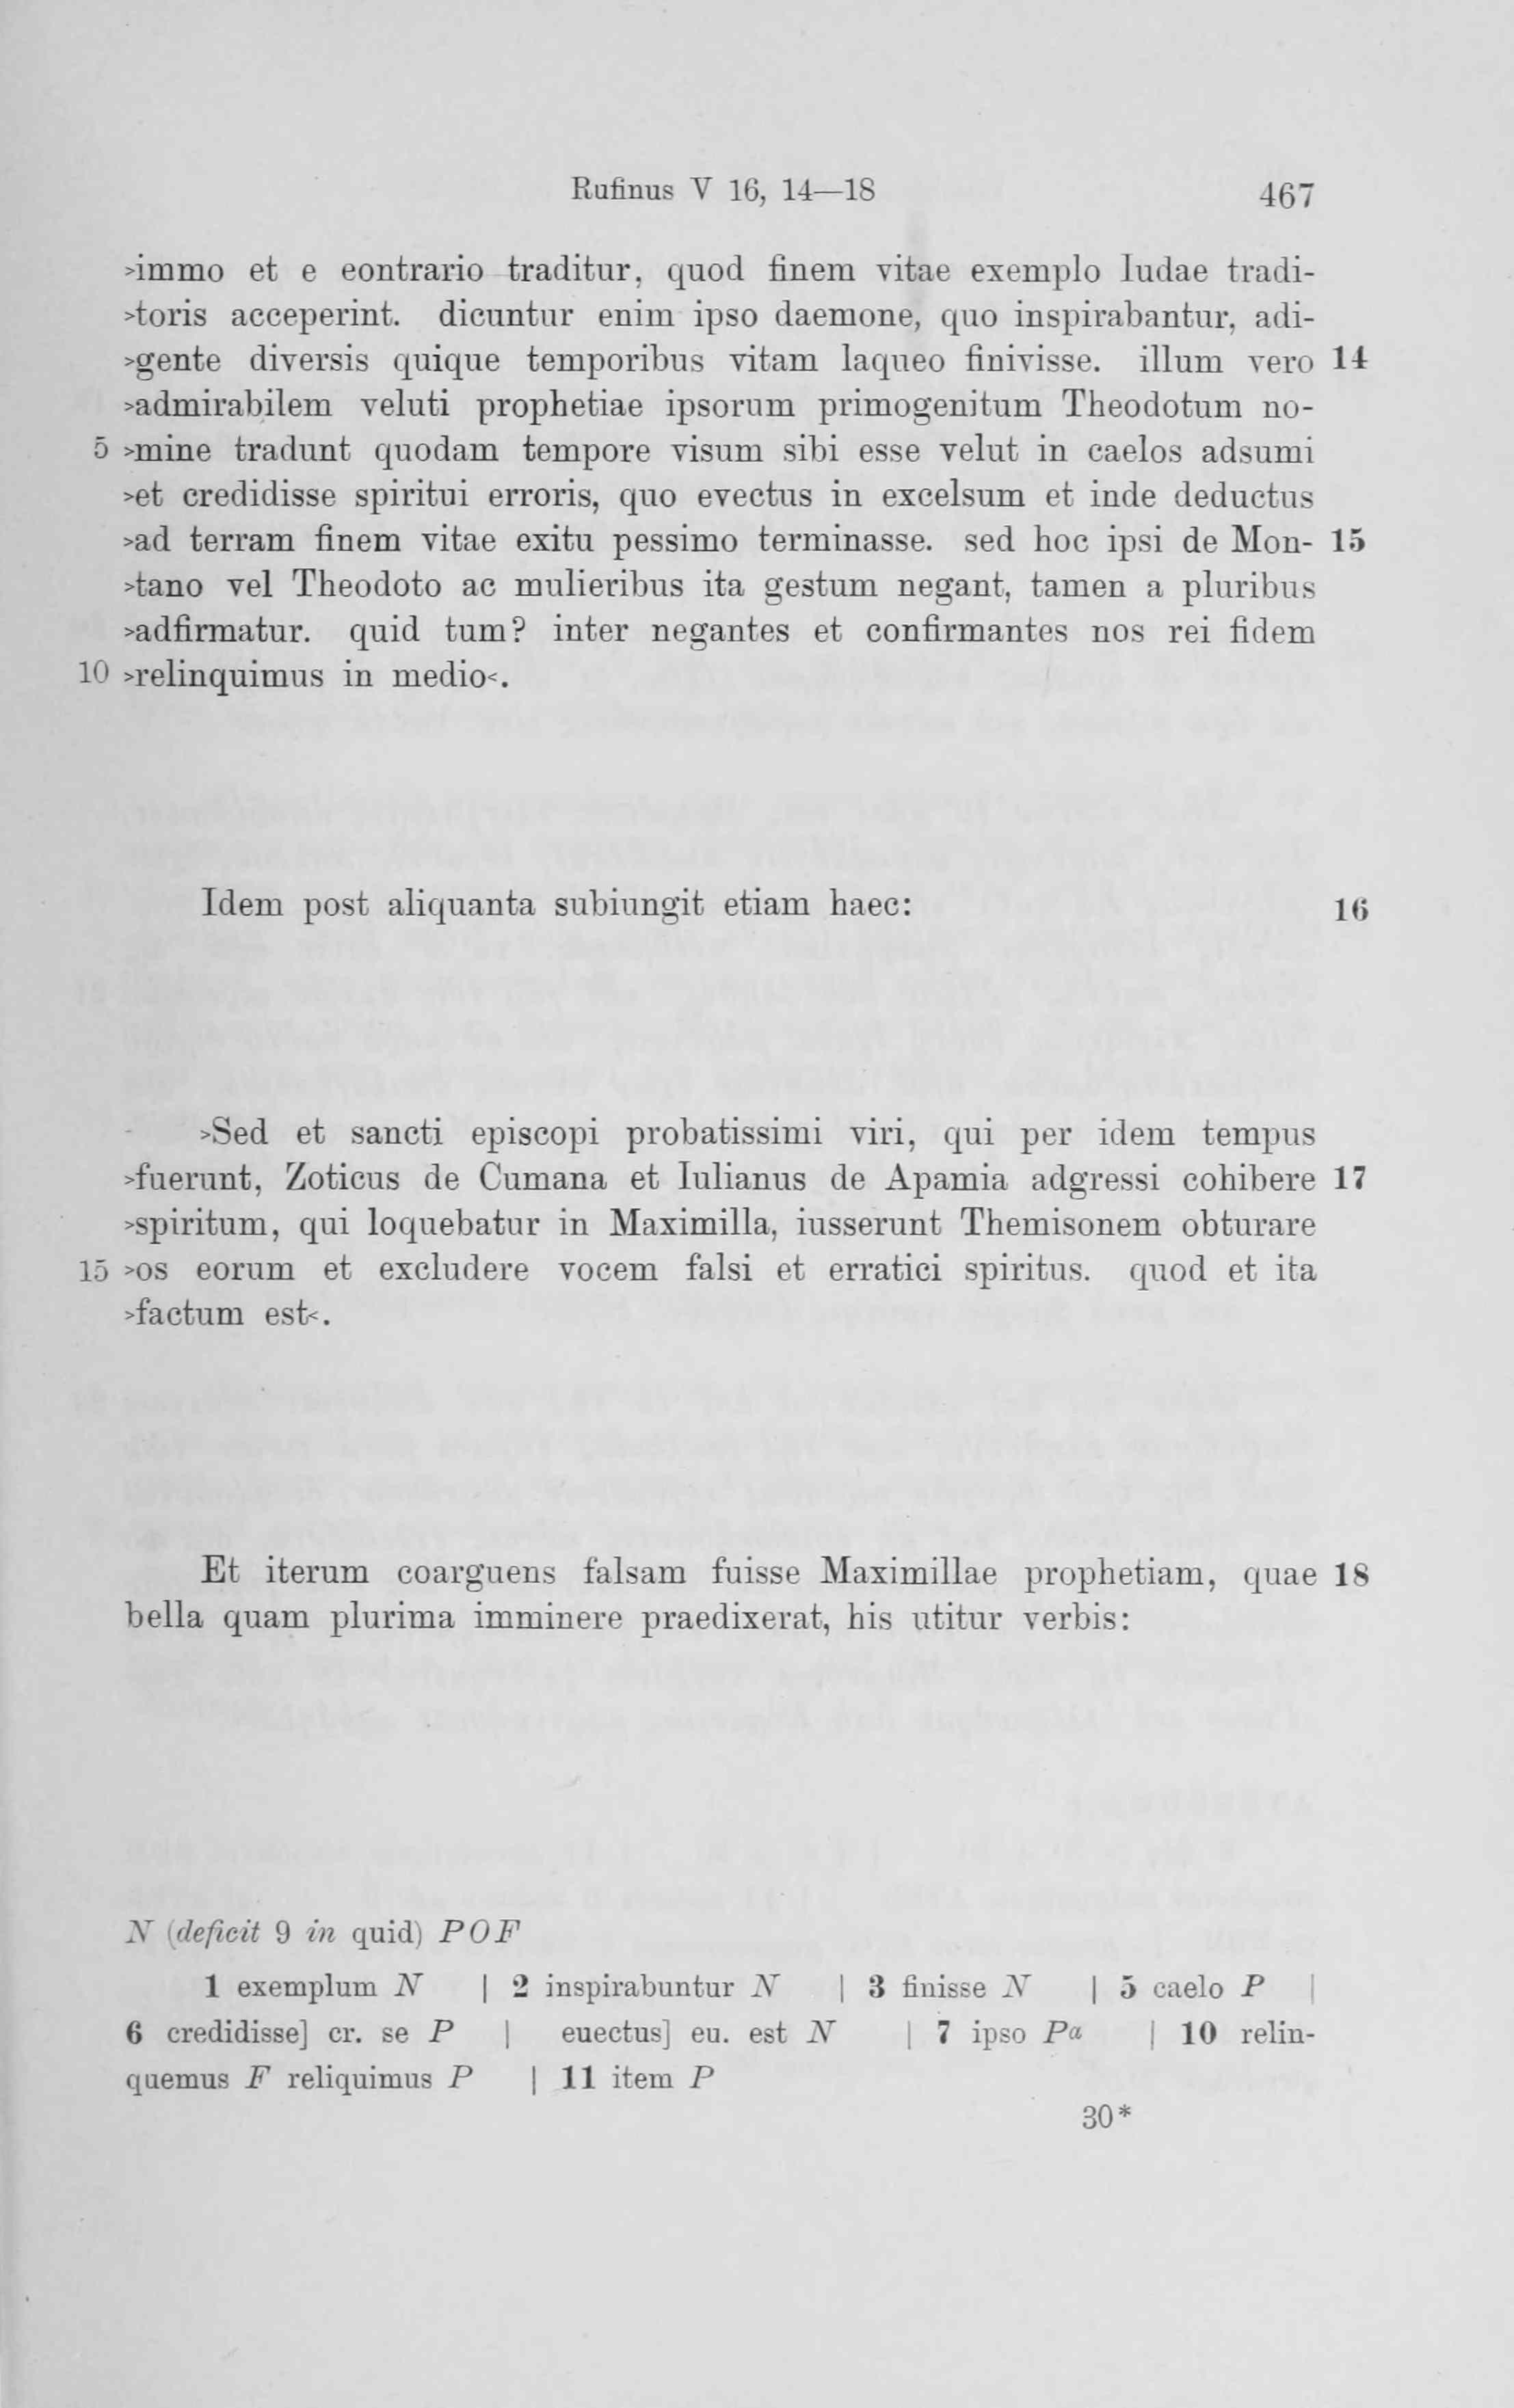 Rufinus V 16, 14—18 467
>immo et e eontrario traditur, quod finem vitae exemplo Iudae tradi-
>toris acceperint. dicuntur enim ipso daemone, quo inspirabantur, adi-
>gente diversis quique temporibus vitam laqueo finivisse. illum vero 14
>admirabilem veluti prophetiae ipsorum primogenitum Theodotum no-
5 >mine tradunt quodam tempore visum sibi esse velut in caelos adsumi
>et credidisse spiritui erroris, quo evectus in excelsum et inde deductus
>ad terram finem vitae exitu pessimo terminasse. sed hoc ipsi de Mon- 15
>tano vel Theodoto ac mulieribus ita gestum negant, tamen a pluribus
>adfirmatur. quid tum? inter negantes et confirmantes nos rei fidem
10 >relinquimus in medio<.
Idem post aliquanta subiungit etiam haec: 16
>Sed et sancti episcopi probatissimi viri, qui per idem tempus
>fuerunt, Zoticus de Cumana et Iulianus de Apamia adgressi cohibere 17
>spiritum, qui loquebatur in Maximilla, iusserunt Themisonem obturare
15 >os eorum et excludere vocem falsi et erratici spiritus. quod et ita
>factum est<.
Et iterum coarguens falsam fuisse Maximillae prophetiam, quae 18
bella quam plurima imminere praedixerat, his utitur verbis:
N (deficit 9 in quid) POF
1 exemplum N | 2 inspirabuntur N | 3 finisse N | 5 caelo P |
6 credidisse] cr. se P | euectus] eu. est N | 7 ipso Pa | 10 relin-
quemus F reliquimus P | 11 item P
30*